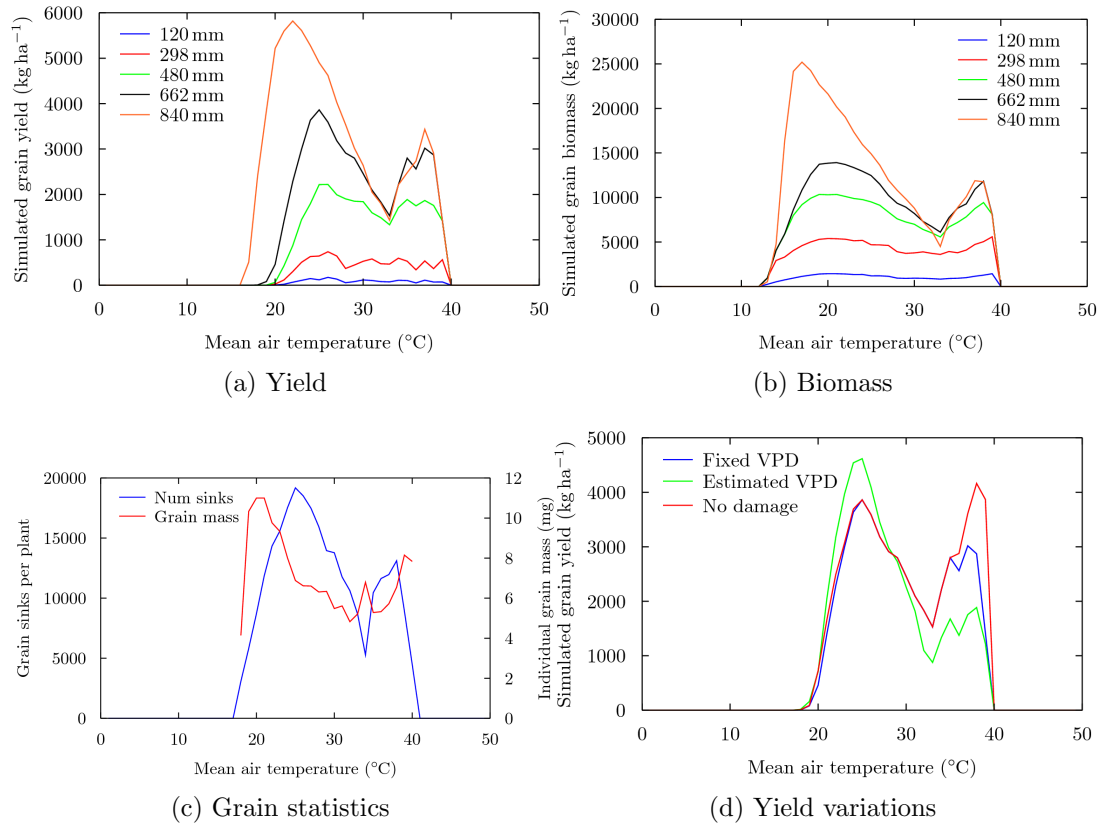 Simulated grain yield (kg ha⁻¹)
6000
5000
4000
3000
2000
1000
0
120 mm
298 mm
480 mm
662 mm
840 mm
0 10 20 30 40 50
Mean air temperature (°C)
(a) Yield
Simulated grain biomass (kg ha⁻¹)
30000
25000
20000
15000
10000
5000
0
120 mm
298 mm
480 mm
662 mm
840 mm
0 10 20 30 40 50
Mean air temperature (°C)
(b) Biomass
Grain sinks per plant
20000
15000
10000
5000
0
Num sinks
Grain mass
12
10
8
6
4
2
0
Individual grain mass (mg)
0 10 20 30 40 50
Mean air temperature (°C)
(c) Grain statistics
Simulated grain yield (kg ha⁻¹)
5000
4000
3000
2000
1000
0
Fixed VPD
Estimated VPD
No damage
0 10 20 30 40 50
Mean air temperature (°C)
(d) Yield variations